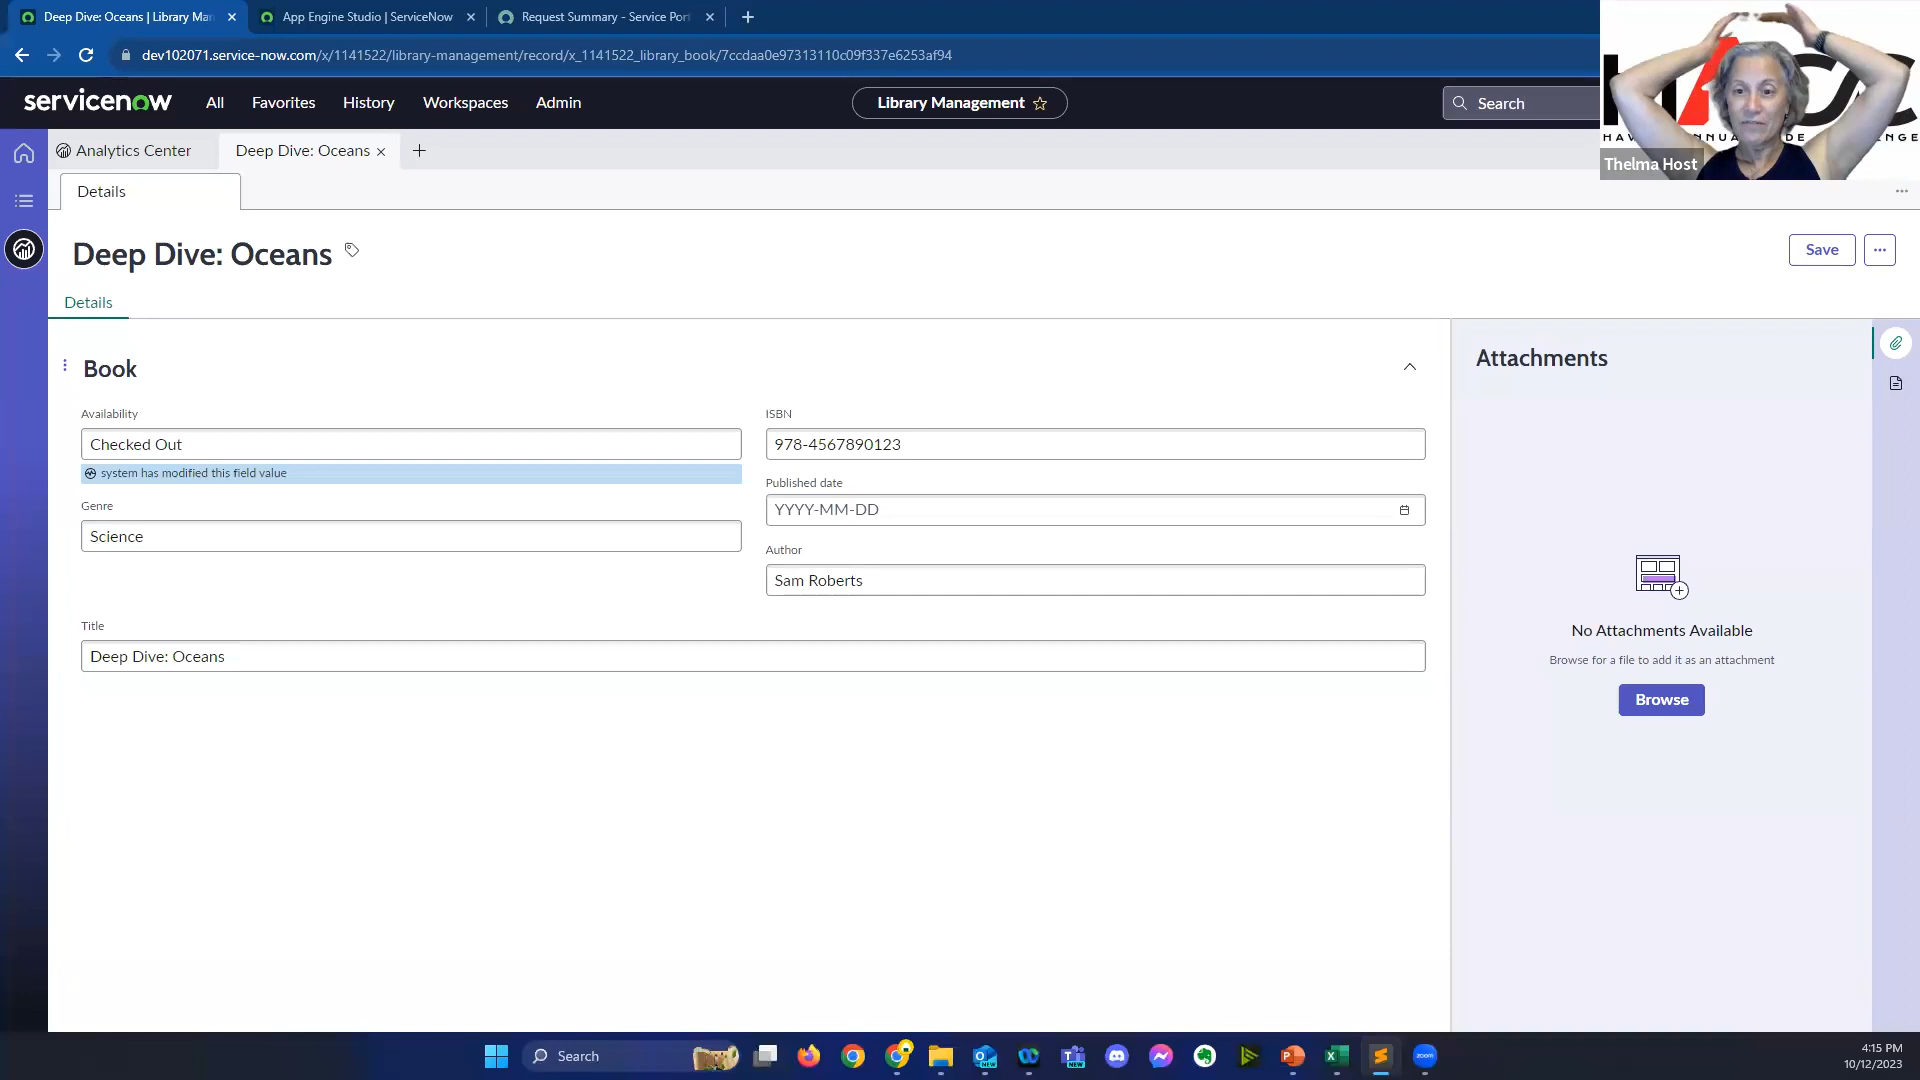 Deep Dive: Oceans | Library Man
App Engine Studio | ServiceNow
Request Summary - Service Port
dev102071.service-now.com/x/1141522/library-management/record/x_1141522_library_book/7ccdaa0e97313110c09f337e6253af94
servicenow
All
Favorites
History
Workspaces
Admin
Library Management
Search
Thelma Host
Analytics Center
Deep Dive: Oceans
Details
Deep Dive: Oceans
Save
Details
Book
Attachments
Availability
Checked Out
system has modified this field value
ISBN
978-4567890123
Genre
Science
Published date
YYYY-MM-DD
Author
Sam Roberts
Title
Deep Dive: Oceans
No Attachments Available
Browse for a file to add it as an attachment
Browse
Search
4:15 PM
10/12/2023